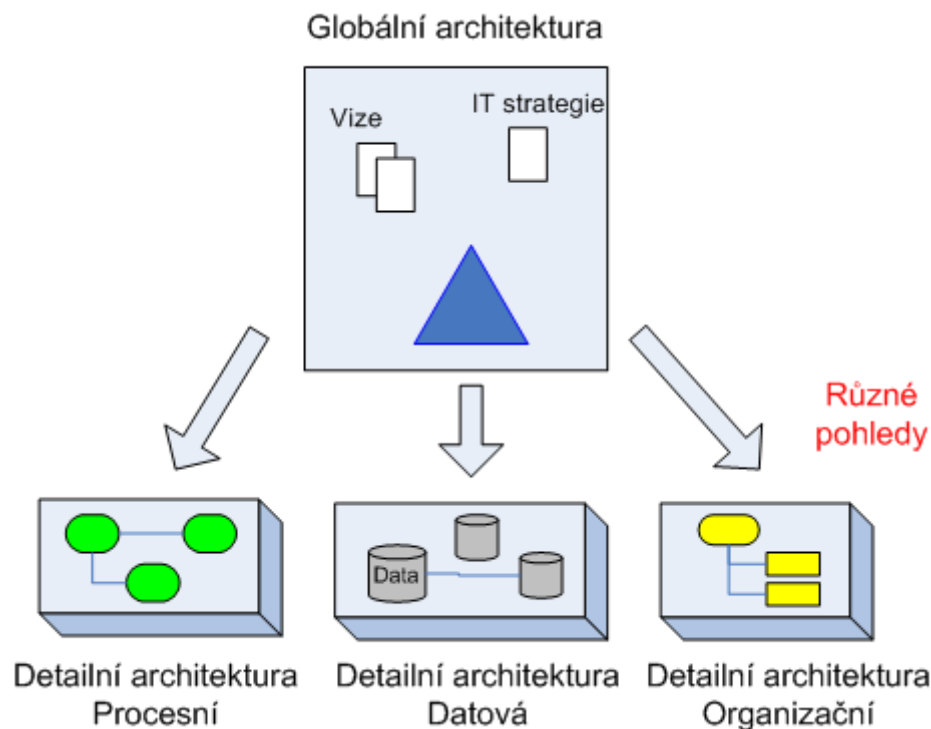 Globální architektura
Vize
IT strategie
Různé
pohledy
Data
Detailní architektura
Procesní
Detailní architektura
Datová
Detailní architektura
Organizační